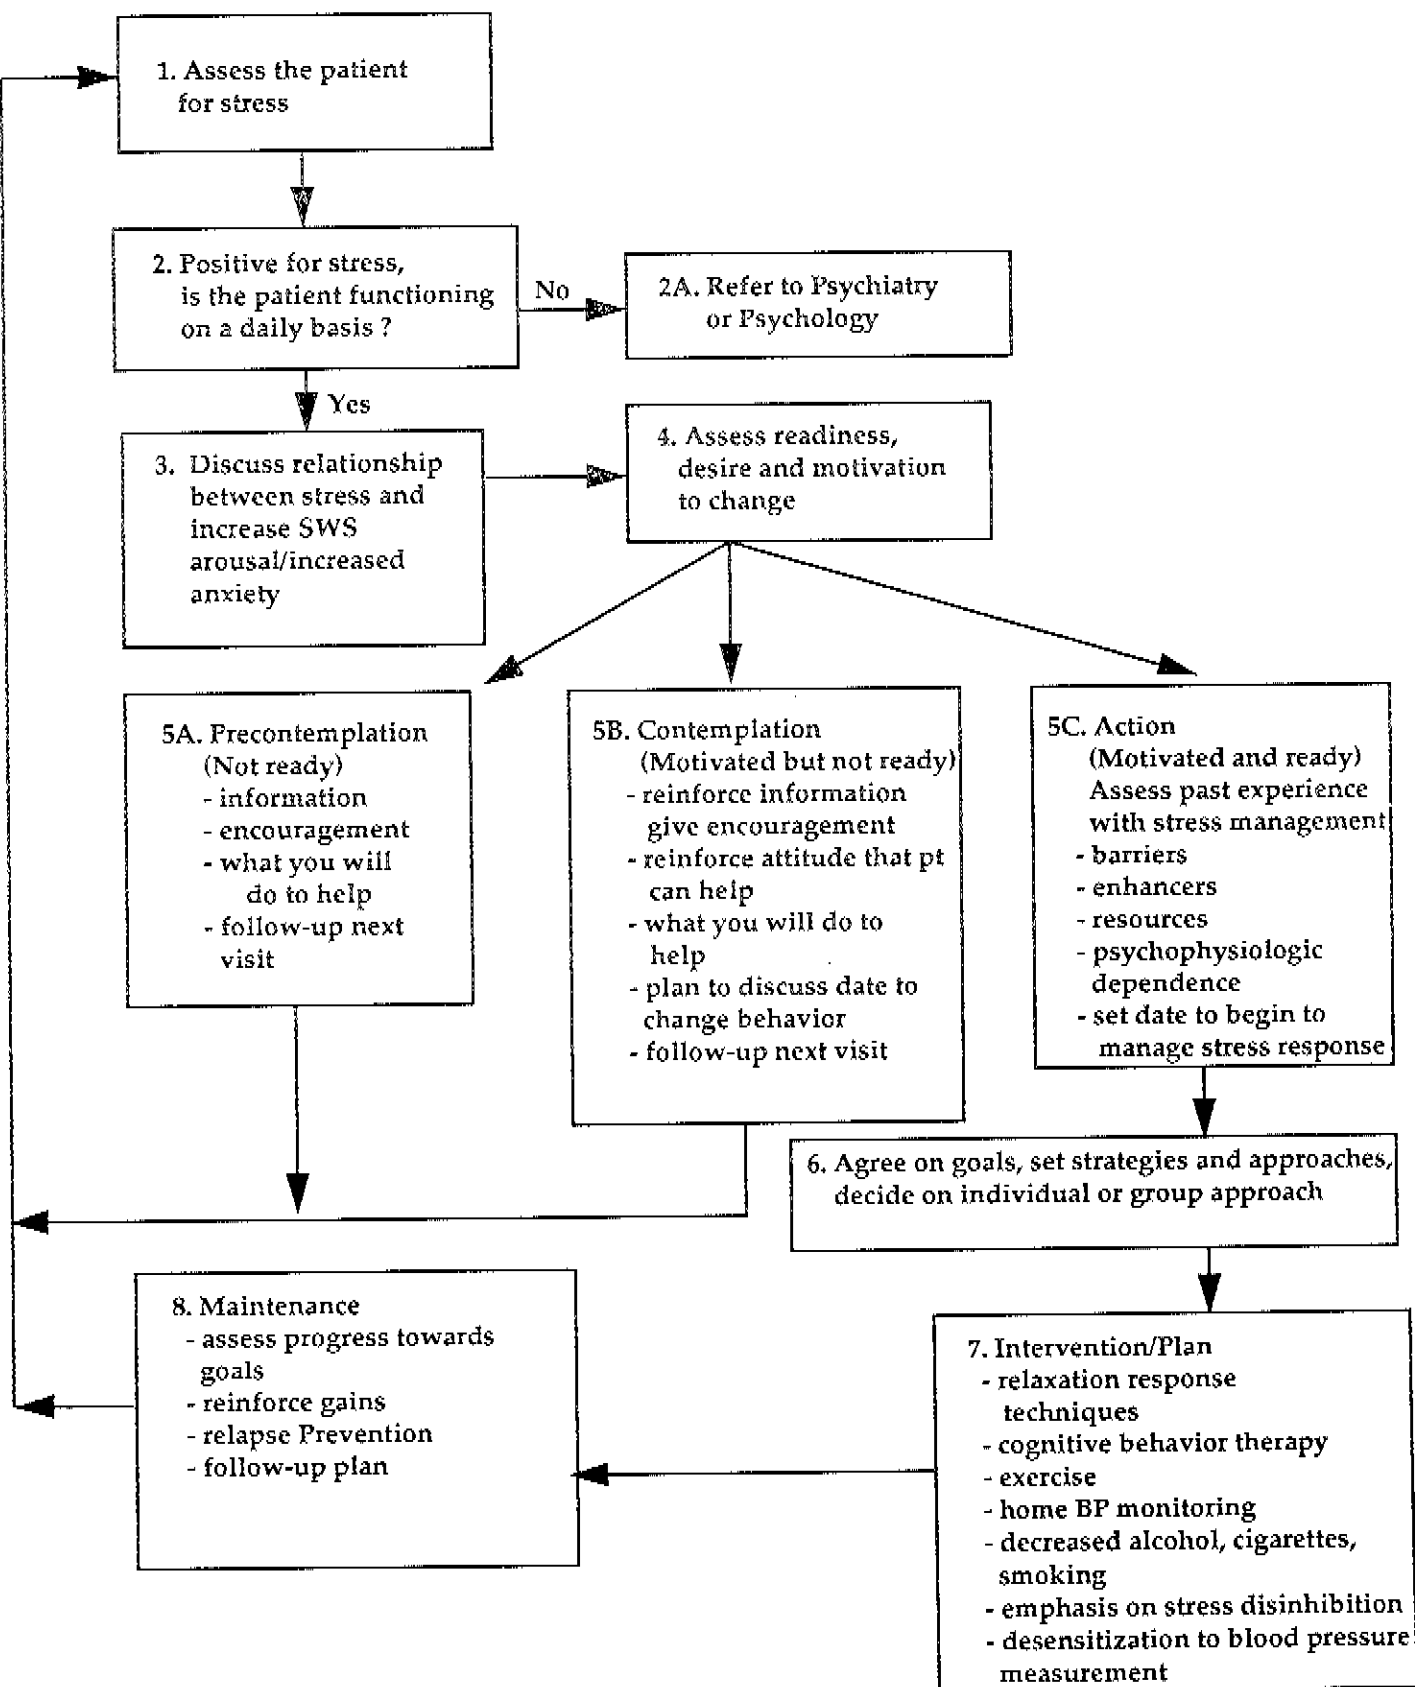 1. Assess the patient
for stress
2. Positive for stress,
is the patient functioning
on a daily basis ?
No
2A. Refer to Psychiatry
or Psychology
Yes
3. Discuss relationship
between stress and
increase SWS
arousal/increased
anxiety
4. Assess readiness,
desire and motivation
to change
5A. Precontemplation
(Not ready)
- information
- encouragement
- what you will
do to help
- follow-up next
visit
5B. Contemplation
(Motivated but not ready)
- reinforce information
give encouragement
- reinforce attitude that pt
can help
- what you will do to
help
- plan to discuss date to
change behavior
- follow-up next visit
5C. Action
(Motivated and ready)
Assess past experience
with stress management
- barriers
- enhancers
- resources
- psychophysiologic
dependence
- set date to begin to
manage stress response
6. Agree on goals, set strategies and approaches,
decide on individual or group approach
7. Intervention/Plan
- relaxation response
techniques
- cognitive behavior therapy
- exercise
- home BP monitoring
- decreased alcohol, cigarettes,
smoking
- emphasis on stress disinhibition
- desensitization to blood pressure
measurement
8. Maintenance
- assess progress towards
goals
- reinforce gains
- relapse Prevention
- follow-up plan